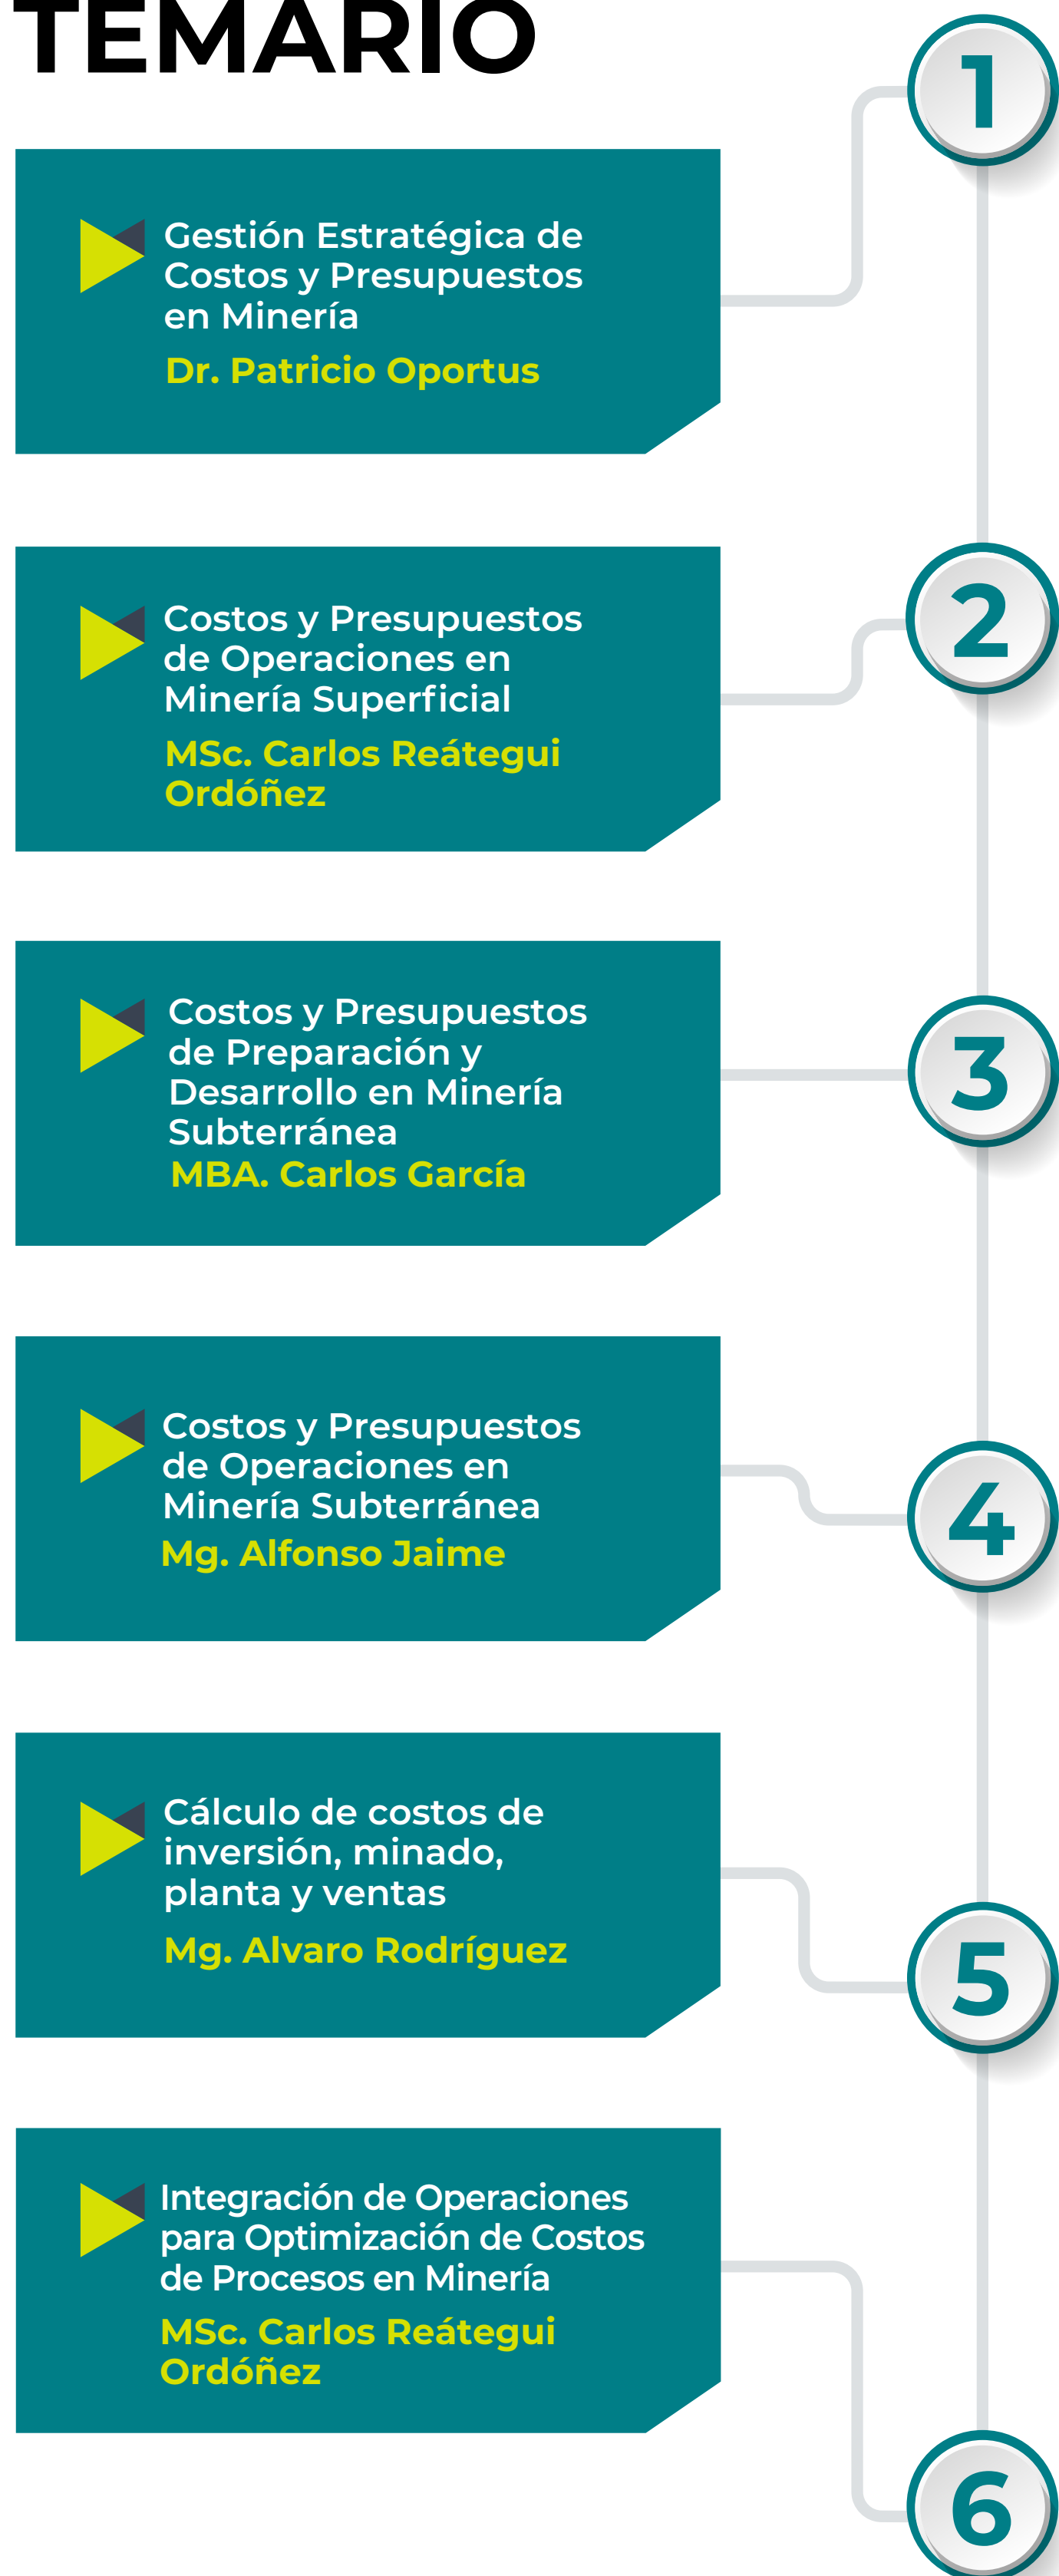 TEMARIO
1
Gestión Estratégica de
Costos y Presupuestos
en Minería
Dr. Patricio Oportus
2
Costos y Presupuestos
de Operaciones en
Minería Superficial
MSc. Carlos Reátegui
Ordóñez
3
Costos y Presupuestos
de Preparación y
Desarrollo en Minería
Subterránea
MBA. Carlos García
4
Costos y Presupuestos
de Operaciones en
Minería Subterránea
Mg. Alfonso Jaime
5
Cálculo de costos de
inversión, minado,
planta y ventas
Mg. Alvaro Rodríguez
6
Integración de Operaciones
para Optimización de Costos
de Procesos en Minería
MSc. Carlos Reátegui
Ordóñez